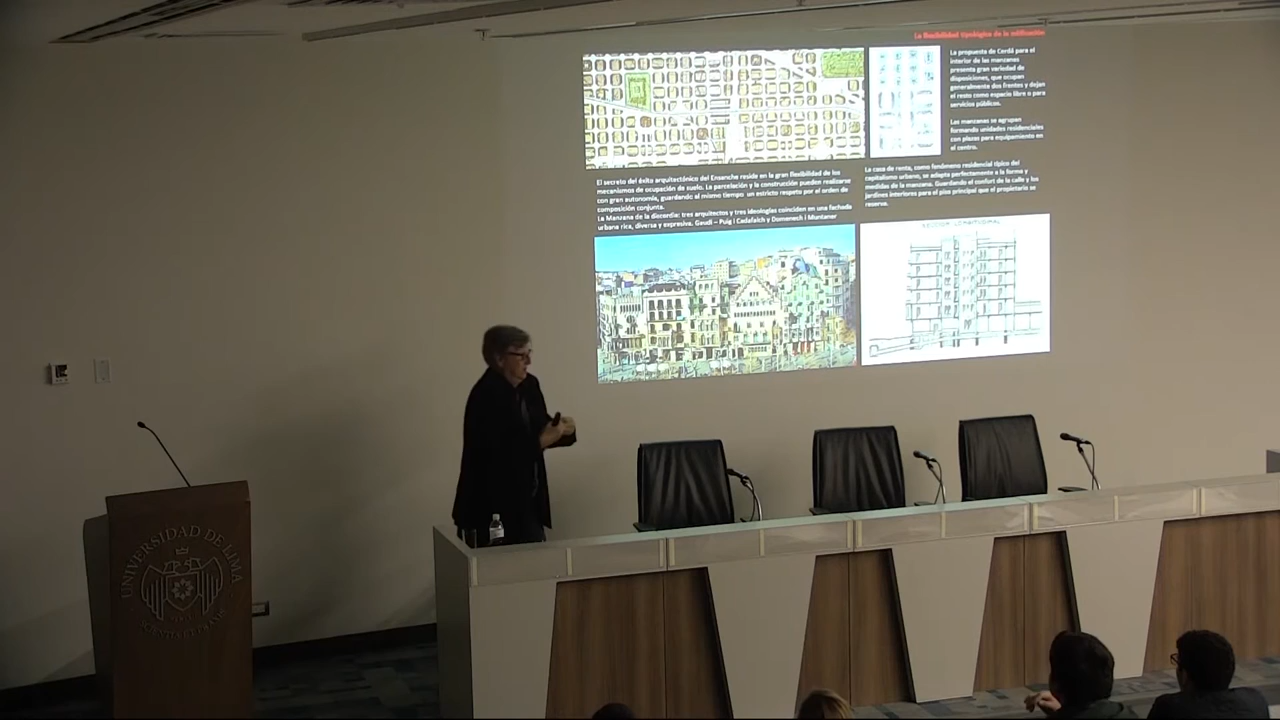 La flexibilidad tipológica de la edificación
La propuesta de Cerdá para el
interior de las manzanas
presenta gran variedad de
disposiciones, que ocupan
generalmente dos frentes y dejan
el resto como espacio libre o para
servicios públicos.
Las manzanas se agrupan
formando unidades residenciales
con plazas para equipamiento en
el centro.
El secreto del éxito arquitectónico del Ensanche reside en la gran flexibilidad de los
mecanismos de ocupación de suelo. La parcelación y la construcción pueden realizarse
con gran autonomía, guardando al mismo tiempo un estricto respeto por el orden de
composición conjunta.
La Manzana de la discordia: tres arquitectos y tres ideologías coinciden en una fachada
urbana rica, diversa y expresiva. Gaudí – Puig i Cadafalch y Domenech i Muntaner
La casa de renta, como fenómeno residencial típico del
capitalismo urbano, se adapta perfectamente a la forma y
medidas de la manzana. Guardando el confort de la calle y los
jardines interiores para el piso principal que el propietario se
reserva.
SECCION LONGITUDINAL
UNIVERSIDAD DE LIMA
SCIENTIA ET PRAXIS